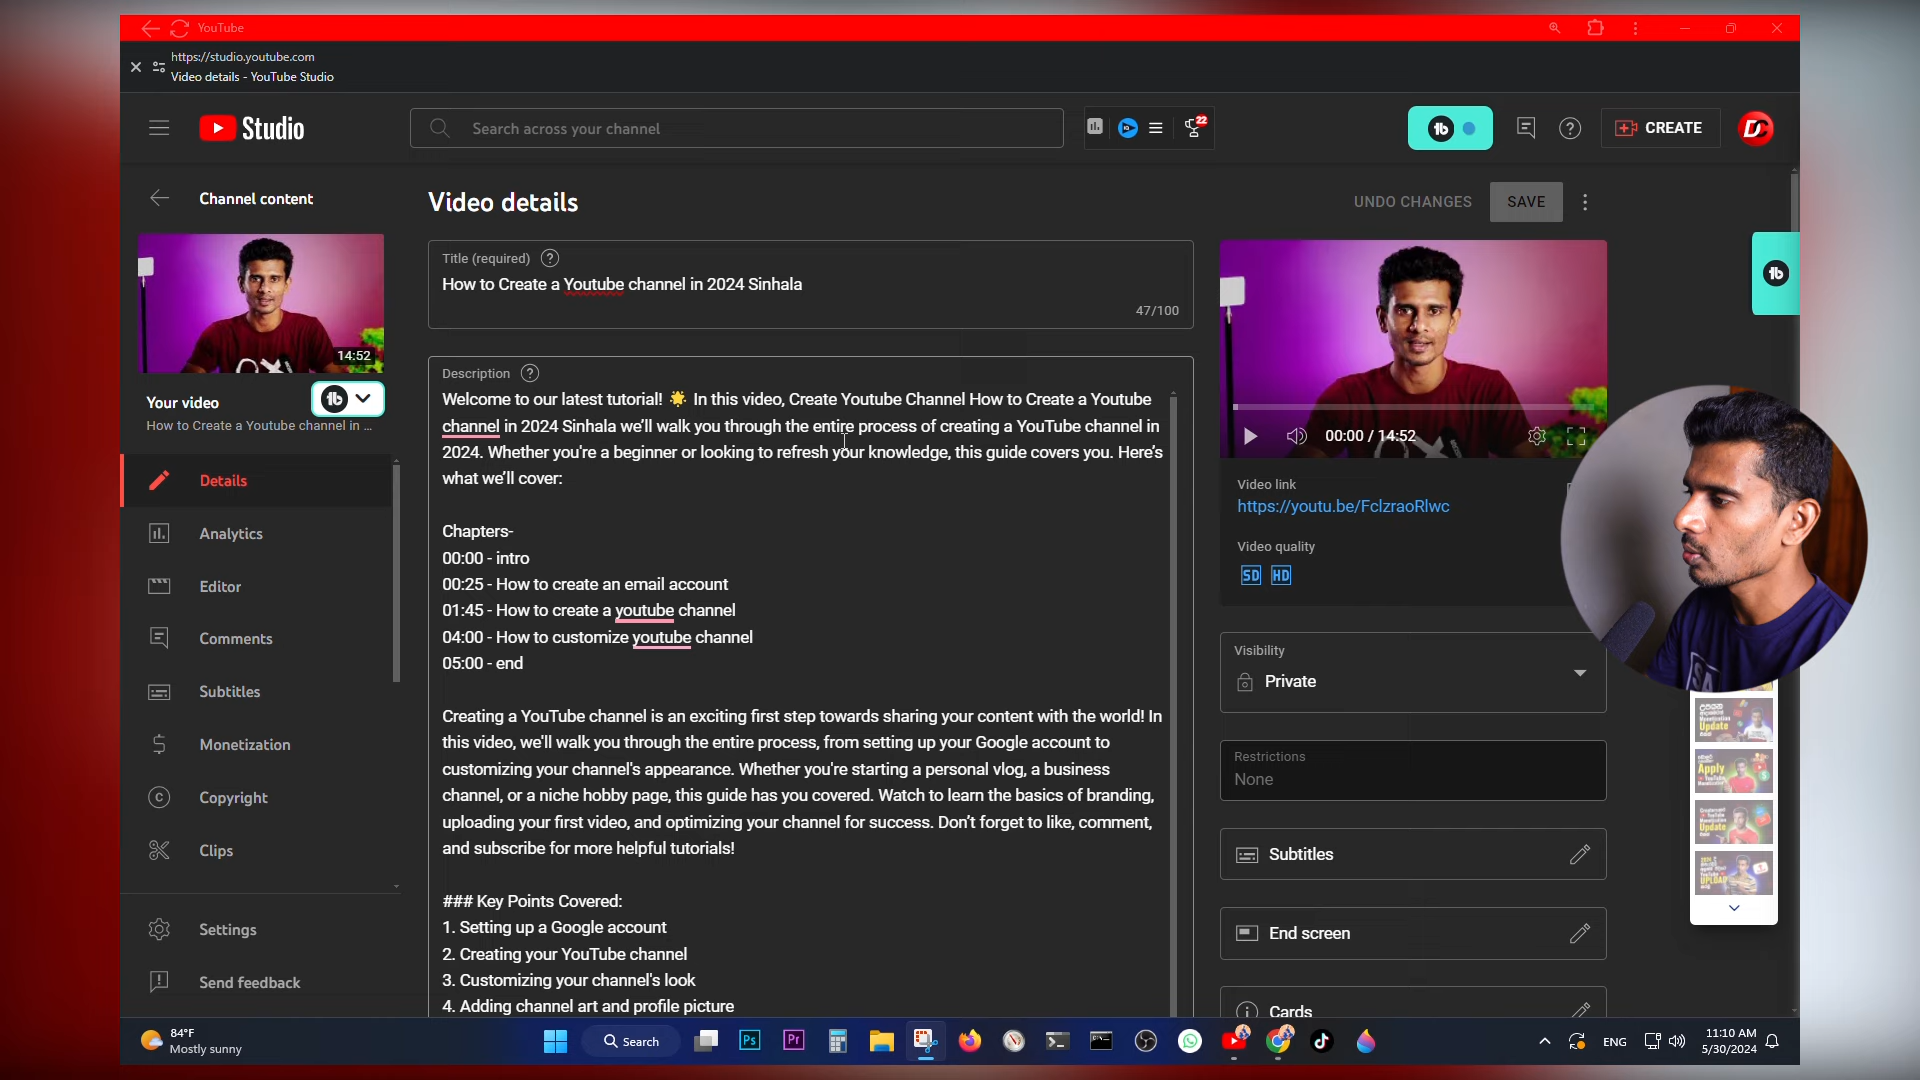 YouTube
https://studio.youtube.com
Video details - YouTube Studio
Studio
Search across your channel
22
CREATE
Channel content
Video details
UNDO CHANGES
SAVE
Title (required)
How to Create a Youtube channel in 2024 Sinhala
47/100
14:52
Your video
How to Create a Youtube channel in ...
Details
Analytics
Editor
Comments
Subtitles
Monetization
Copyright
Clips
Settings
Send feedback
Description
Welcome to our latest tutorial! 🌟 In this video, Create Youtube Channel How to Create a Youtube
channel in 2024 Sinhala we’ll walk you through the entire process of creating a YouTube channel in
2024. Whether you're a beginner or looking to refresh your knowledge, this guide covers you. Here’s
what we’ll cover:
Chapters-
00:00 - intro
00:25 - How to create an email account
01:45 - How to create a youtube channel
04:00 - How to customize youtube channel
05:00 - end
Creating a YouTube channel is an exciting first step towards sharing your content with the world! In
this video, we'll walk you through the entire process, from setting up your Google account to
customizing your channel's appearance. Whether you're starting a personal vlog, a business
channel, or a niche hobby page, this guide has you covered. Watch to learn the basics of branding,
uploading your first video, and optimizing your channel for success. Don’t forget to like, comment,
and subscribe for more helpful tutorials!
### Key Points Covered:
1. Setting up a Google account
2. Creating your YouTube channel
3. Customizing your channel's look
4. Adding channel art and profile picture
00:00 / 14:52
Video link
https://youtu.be/FclzraoRlwc
Video quality
SD HD
Visibility
Private
Restrictions
None
Subtitles
End screen
Cards
Update
Apply
Update
UPLOAD
84°F
Mostly sunny
Search
Ps
Pr
ENG
11:10 AM
5/30/2024